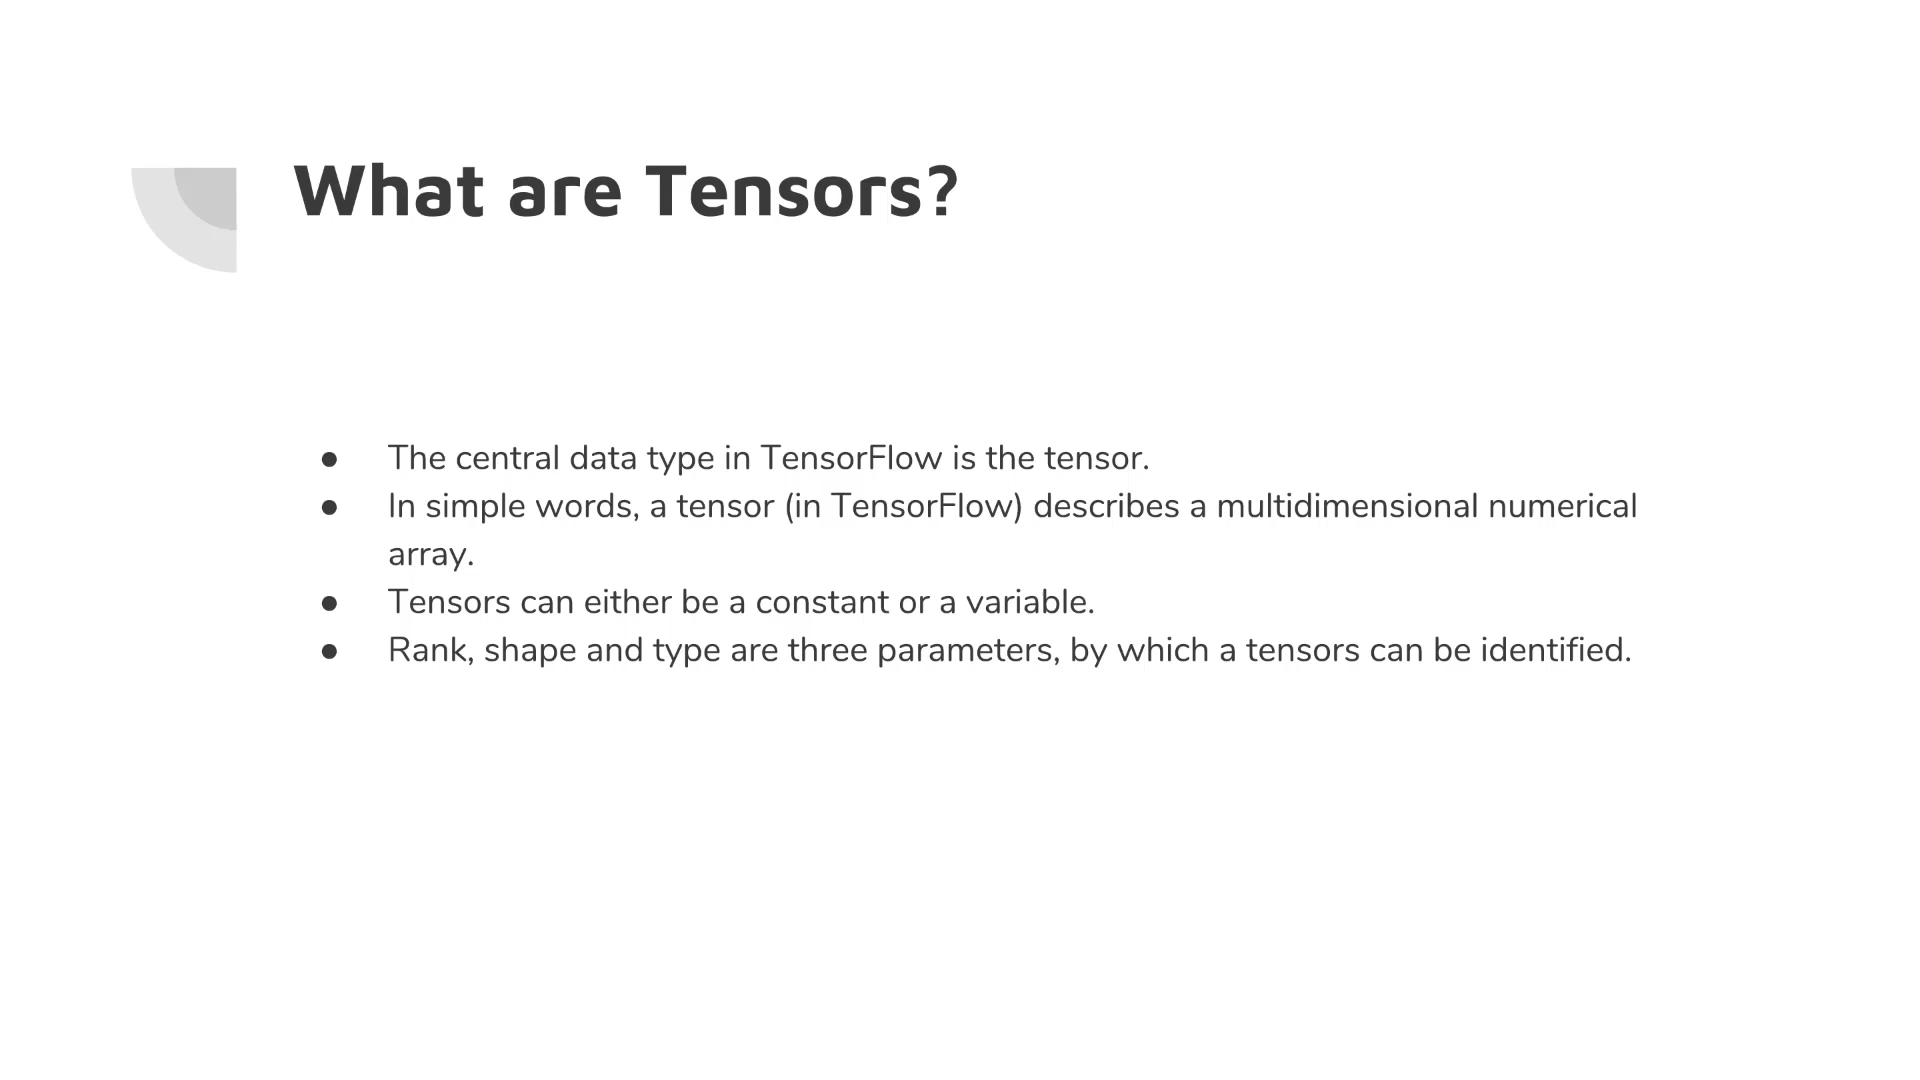 What are Tensors?
● The central data type in TensorFlow is the tensor.
● In simple words, a tensor (in TensorFlow) describes a multidimensional numerical
array.
● Tensors can either be a constant or a variable.
● Rank, shape and type are three parameters, by which a tensors can be identified.